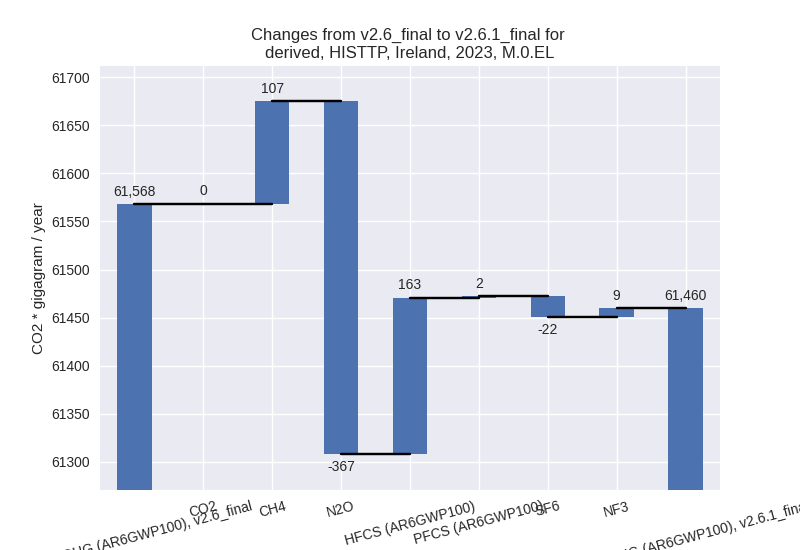 Changes from v2.6_final to v2.6.1_final for
derived, HISTTP, Ireland, 2023, M.0.EL
CO2 * gigagram / year
61700
61650
61600
61550
61500
61450
61400
61350
61300
61,568
0
107
-367
163
2
-22
9
61,460
(AR6GWP100), v2.6_final
CO2
CH4
N2O
HFCS (AR6GWP100)
PFCS (AR6GWP100)
SF6
NF3
(AR6GWP100), v2.6.1_fina